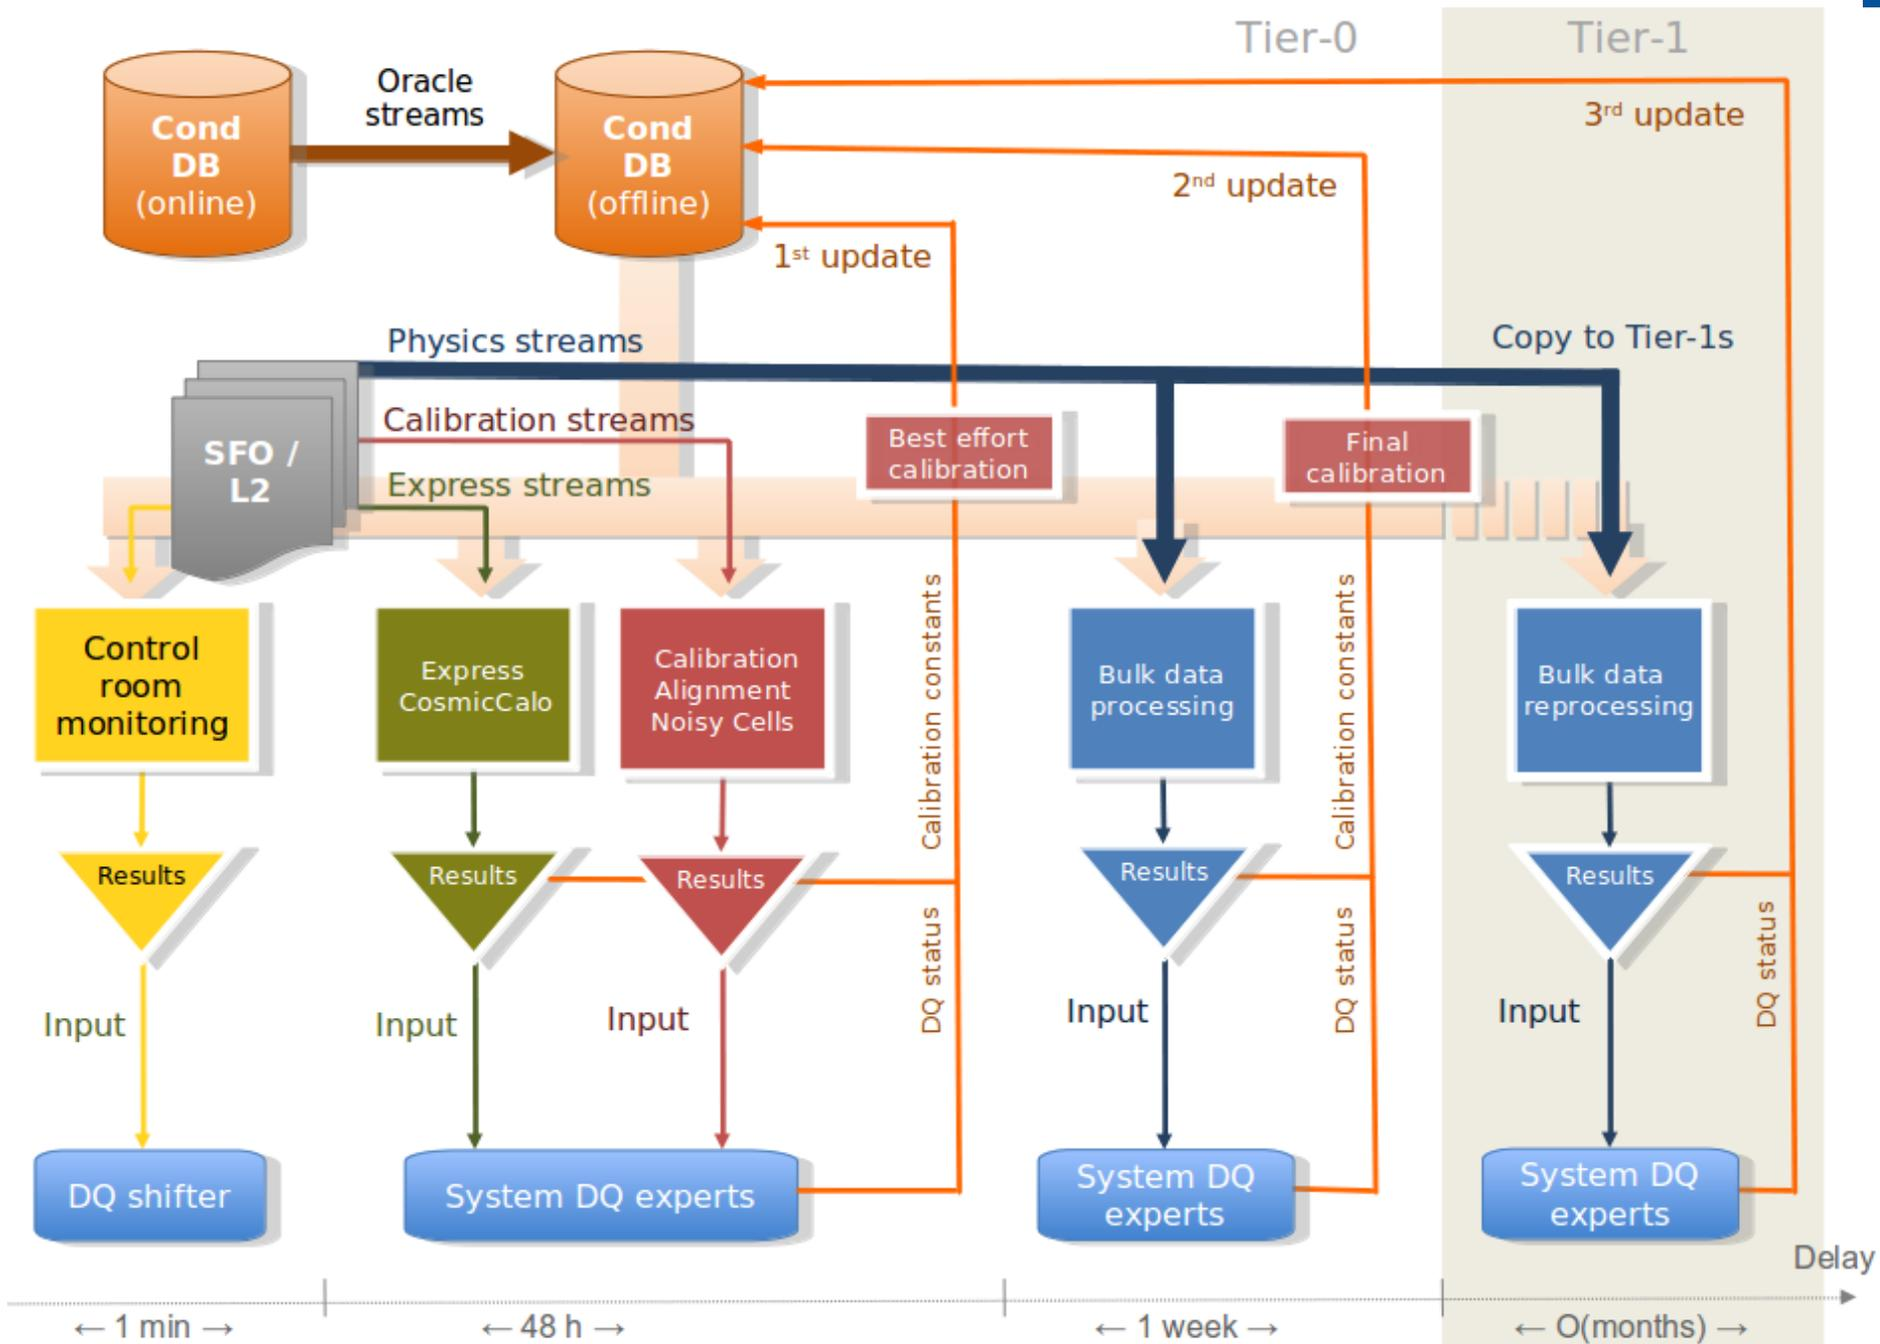 Tier-0
Tier-1
Oracle
streams
Cond
DB
(online)
Cond
DB
(offline)
3rd update
2nd update
1st update
Physics streams
Copy to Tier-1s
Calibration streams
Express streams
SFO /
L2
Best effort
calibration
Final
calibration
Control
room
monitoring
Express
CosmicCalo
Calibration
Alignment
Noisy Cells
Calibration constants
Bulk data
processing
Calibration constants
Bulk data
reprocessing
Results
Results
Results
Results
Results
DQ status
DQ status
DQ status
Input
Input
Input
Input
Input
DQ shifter
System DQ experts
System DQ
experts
System DQ
experts
Delay
← 1 min →
← 48 h →
← 1 week →
← O(months) →